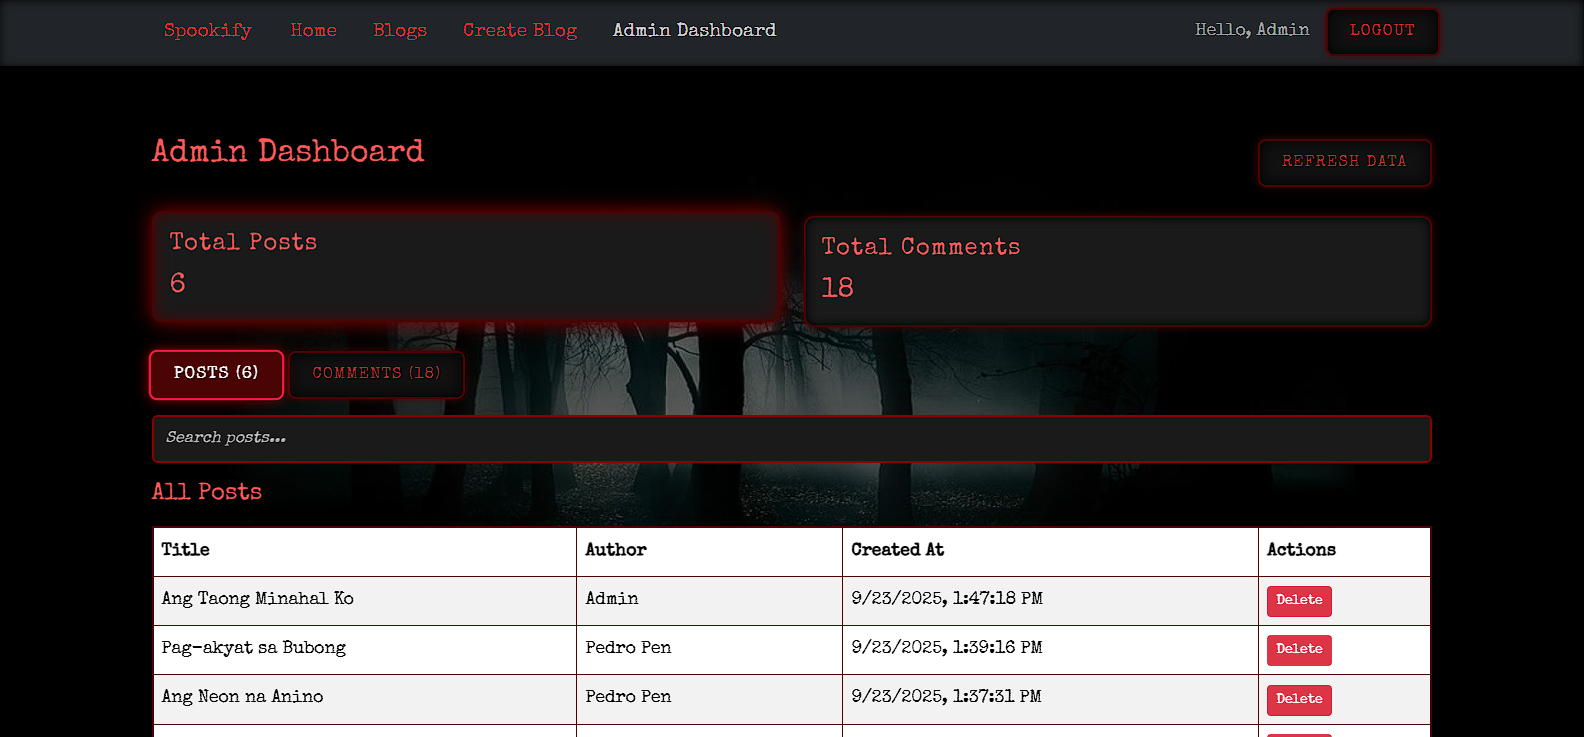 Spookify Home Blogs Create Blog Admin Dashboard Hello, Admin LOGOUT
Admin Dashboard
REFRESH DATA
Total Posts
6
Total Comments
18
POSTS (6) COMMENTS (18)
Search posts...
All Posts
Title Author Created At Actions
Ang Taong Minahal Ko Admin 9/23/2025, 1:47:18 PM Delete
Pag-akyat sa Bubong Pedro Pen 9/23/2025, 1:39:16 PM Delete
Ang Neon na Anino Pedro Pen 9/23/2025, 1:37:31 PM Delete